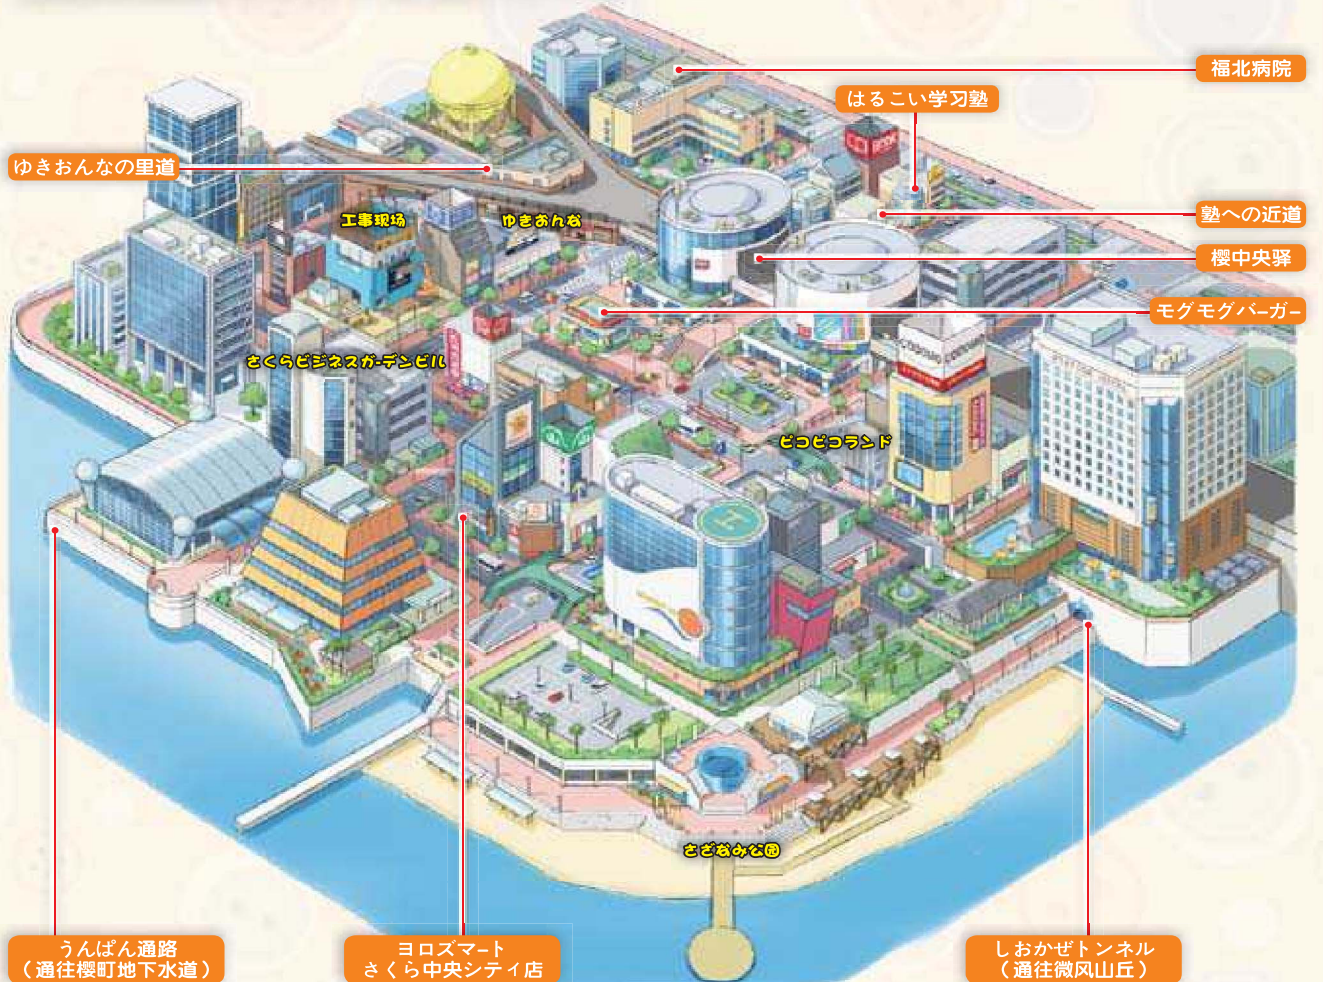 福北病院
はるこい学习塾
ゆきおんなの里道
工事现场
ゆきおんな
塾への近道
樱中央驿
モグモグバーガー
さくらビジネスガーデンビル
ピコピコランド
さざなみ公园
うんぱん通路
（通往樱町地下水道）
ヨロズマート
さくら中央シティ店
しおかぜトンネル
（通往微风山丘）